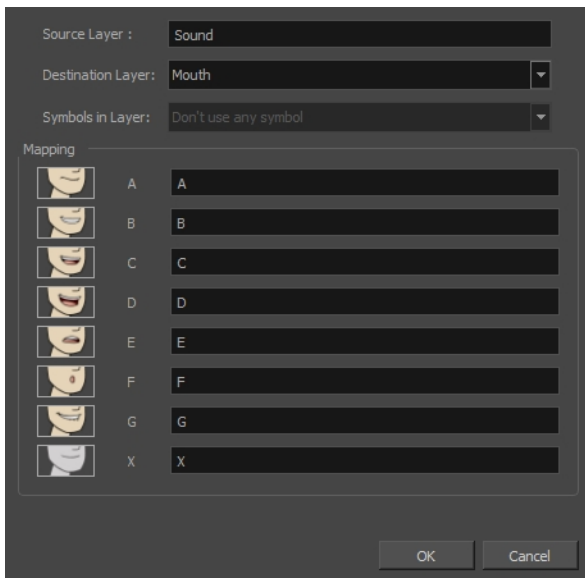 Source Layer : Sound
Destination Layer: Mouth
Symbols in Layer: Don't use any symbol
Mapping
A A
B B
C C
D D
E E
F F
G G
X X
OK Cancel